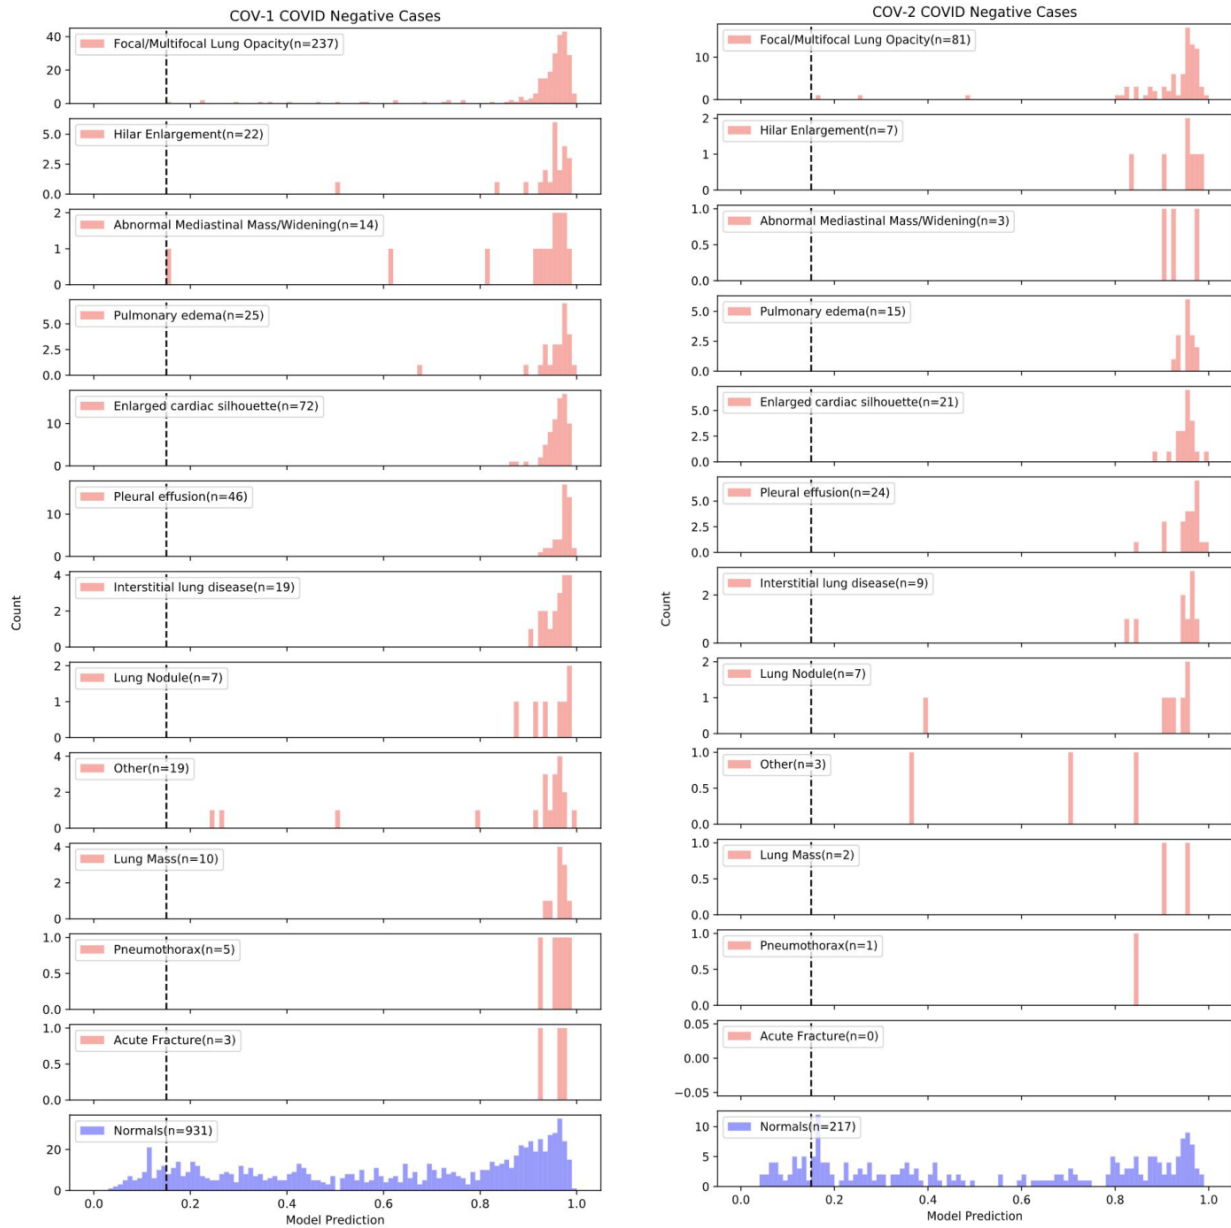 COV-1 COVID Negative Cases
Focal/Multifocal Lung Opacity(n=237)
40
20
0
Hilar Enlargement(n=22)
5.0
2.5
0.0
Abnormal Mediastinal Mass/Widening(n=14)
2
1
0
Pulmonary edema(n=25)
5.0
2.5
0.0
Enlarged cardiac silhouette(n=72)
10
0
Pleural effusion(n=46)
10
0
Interstitial lung disease(n=19)
4
2
0
Count
Lung Nodule(n=7)
2
1
0
Other(n=19)
4
2
0
Lung Mass(n=10)
4
2
0
Pneumothorax(n=5)
1.0
0.5
0.0
Acute Fracture(n=3)
1.0
0.5
0.0
Normals(n=931)
20
0
0.0 0.2 0.4 0.6 0.8 1.0
Model Prediction
COV-2 COVID Negative Cases
Focal/Multifocal Lung Opacity(n=81)
10
0
Hilar Enlargement(n=7)
2
1
0
Abnormal Mediastinal Mass/Widening(n=3)
1.0
0.5
0.0
Pulmonary edema(n=15)
5.0
2.5
0.0
Enlarged cardiac silhouette(n=21)
5.0
2.5
0.0
Pleural effusion(n=24)
5.0
2.5
0.0
Interstitial lung disease(n=9)
2
0
Count
Lung Nodule(n=7)
2
1
0
Other(n=3)
1.0
0.5
0.0
Lung Mass(n=2)
1.0
0.5
0.0
Pneumothorax(n=1)
1.0
0.5
0.0
Acute Fracture(n=0)
0.05
0.00
−0.05
Normals(n=217)
10
5
0
0.0 0.2 0.4 0.6 0.8 1.0
Model Prediction